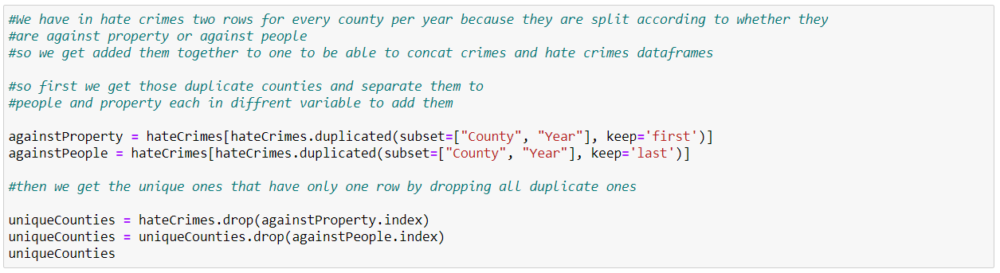 #We have in hate crimes two rows for every county per year because they are split according to whether they
#are against property or against people
#so we get added them together to one to be able to concat crimes and hate crimes dataframes
#so first we get those duplicate counties and separate them to
#people and property each in diffrent variable to add them
againstProperty = hateCrimes[hateCrimes.duplicated(subset=["County", "Year"], keep='first')]
againstPeople = hateCrimes[hateCrimes.duplicated(subset=["County", "Year"], keep='last')]
#then we get the unique ones that have only one row by dropping all duplicate ones
uniqueCounties = hateCrimes.drop(againstProperty.index)
uniqueCounties = uniqueCounties.drop(againstPeople.index)
uniqueCounties